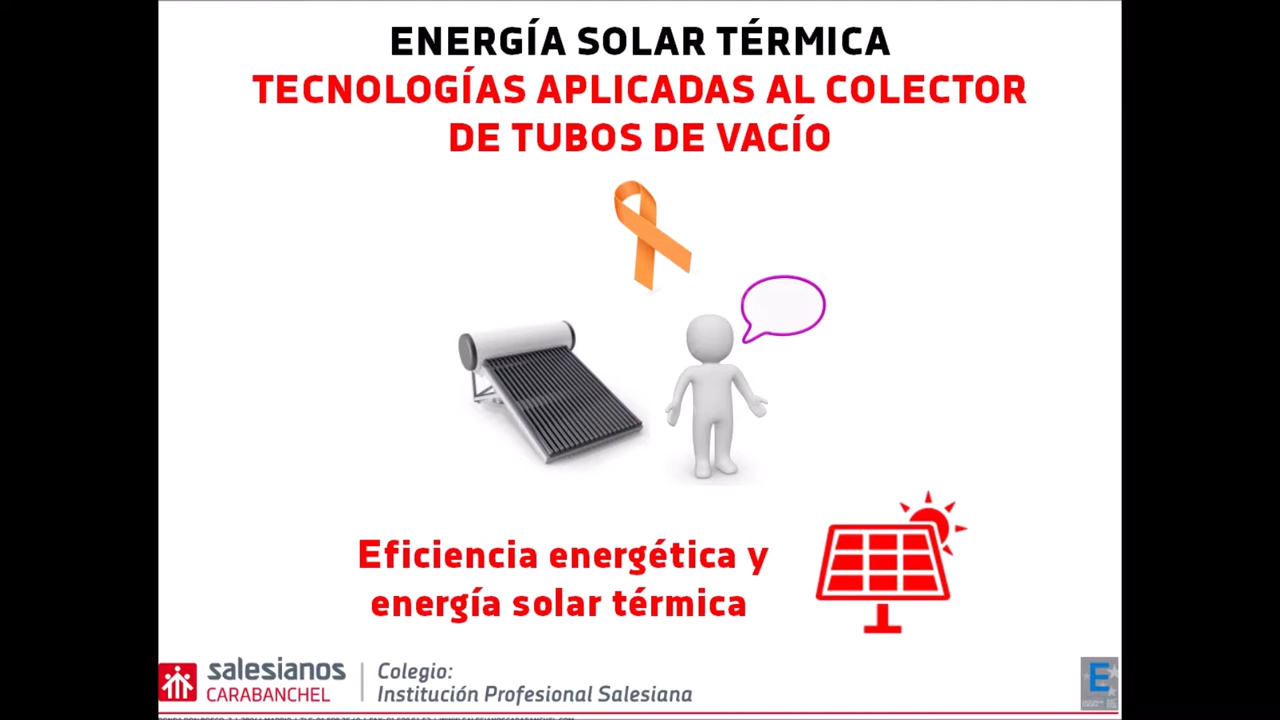 ENERGÍA SOLAR TÉRMICA
TECNOLOGÍAS APLICADAS AL COLECTOR
DE TUBOS DE VACÍO
Eficiencia energética y
energía solar térmica
salesianos
CARABANCHEL
Colegio:
Institución Profesional Salesiana
E